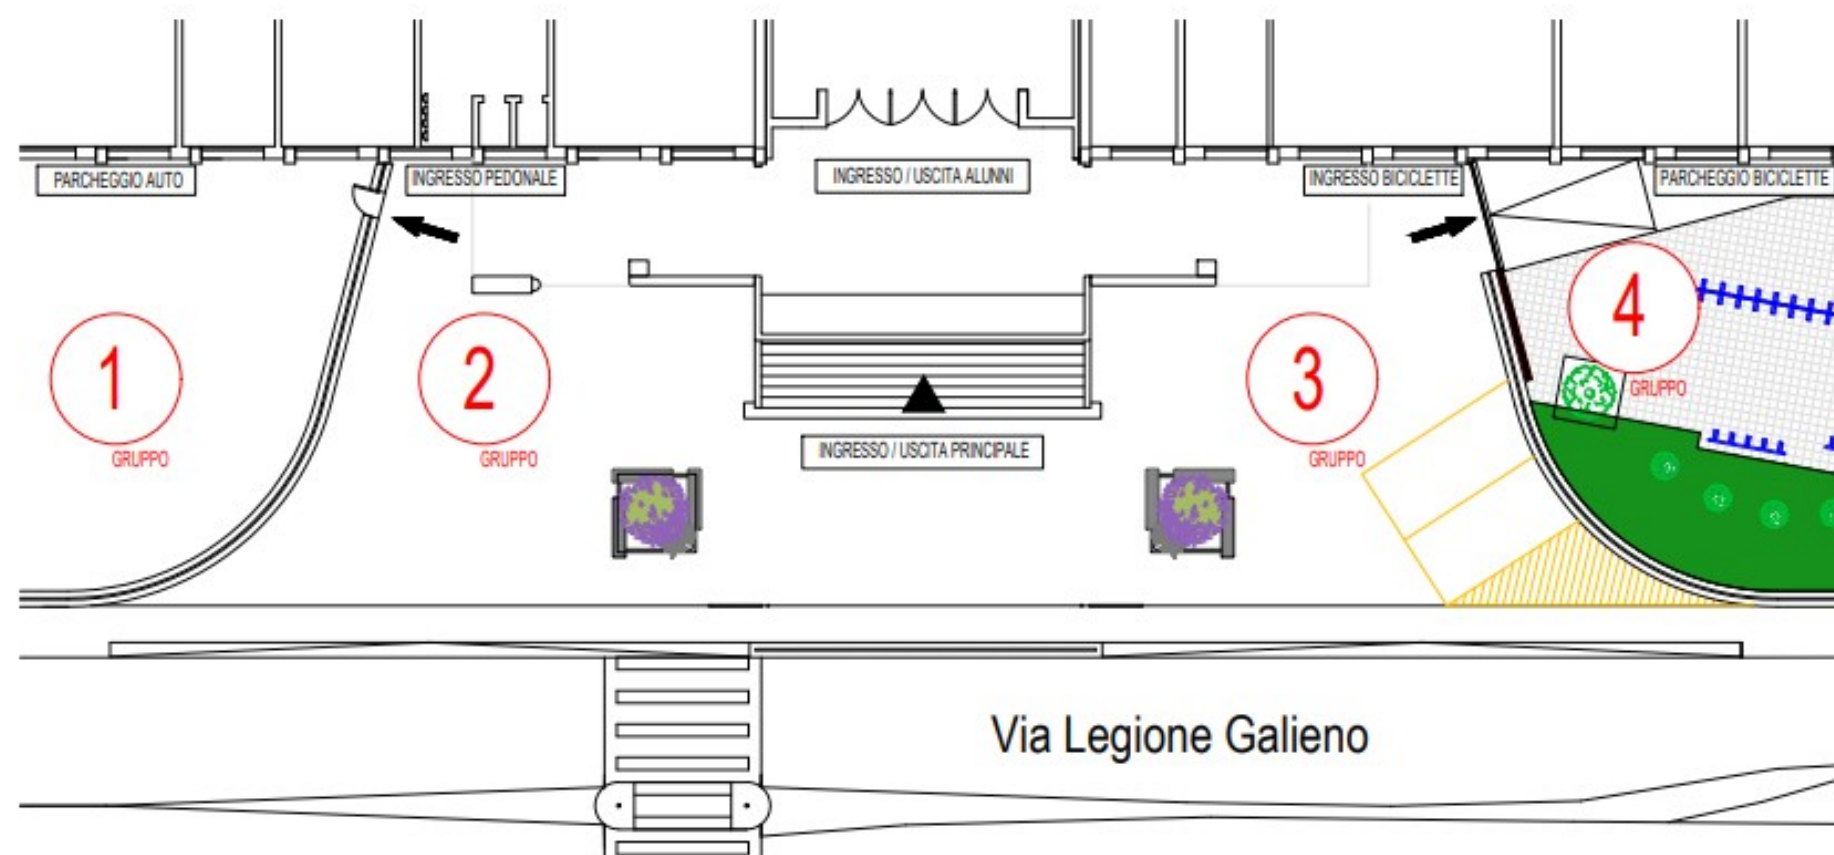 PARCHEGGIO AUTO
INGRESSO PEDONALE
INGRESSO / USCITA ALUNNI
INGRESSO BICICLETTE
PARCHEGGIO BICICLETTE
1
GRUPPO
2
GRUPPO
3
GRUPPO
4
GRUPPO
INGRESSO / USCITA PRINCIPALE
Via Legione Galieno